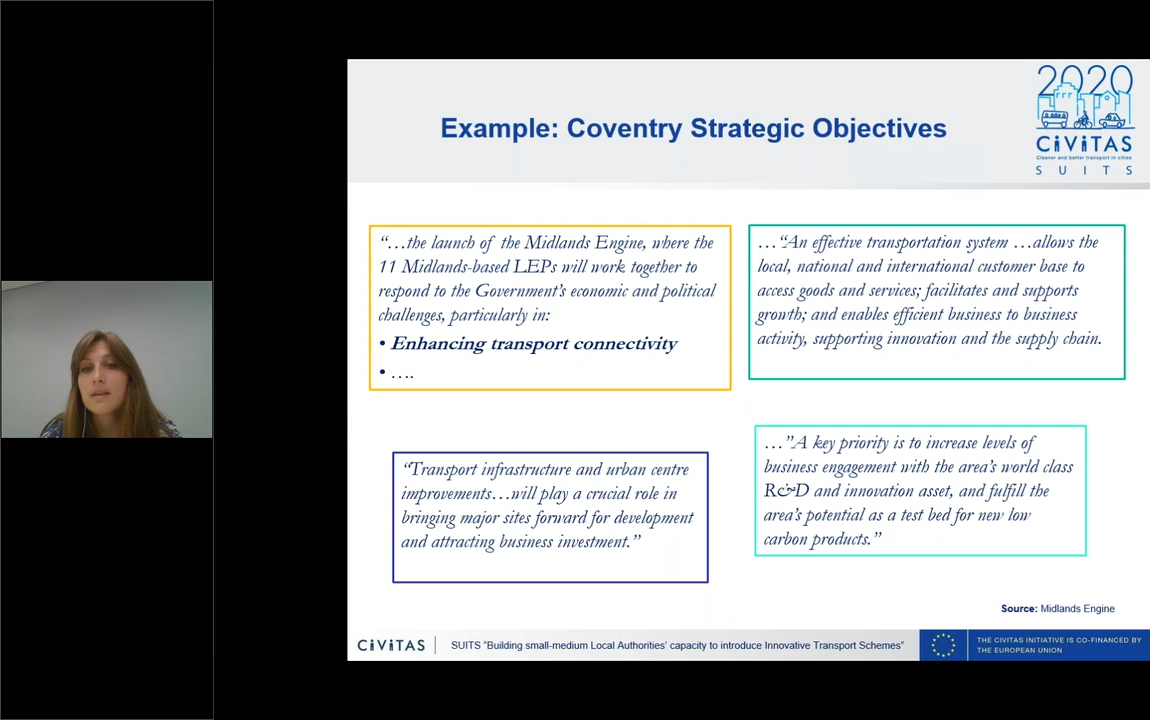 Example: Coventry Strategic Objectives
2020
CIVITAS
Cleaner and better transport in cities
S U I T S
“…the launch of the Midlands Engine, where the
11 Midlands-based LEPs will work together to
respond to the Government’s economic and political
challenges, particularly in:
• Enhancing transport connectivity
• ….
…“An effective transportation system …allows the
local, national and international customer base to
access goods and services; facilitates and supports
growth; and enables efficient business to business
activity, supporting innovation and the supply chain.
“Transport infrastructure and urban centre
improvements…will play a crucial role in
bringing major sites forward for development
and attracting business investment.”
…”A key priority is to increase levels of
business engagement with the area’s world class
R&D and innovation asset, and fulfill the
area’s potential as a test bed for new low
carbon products.”
Source: Midlands Engine
CIVITAS
SUITS “Building small-medium Local Authorities’ capacity to introduce Innovative Transport Schemes”
THE CIVITAS INITIATIVE IS CO-FINANCED BY
THE EUROPEAN UNION